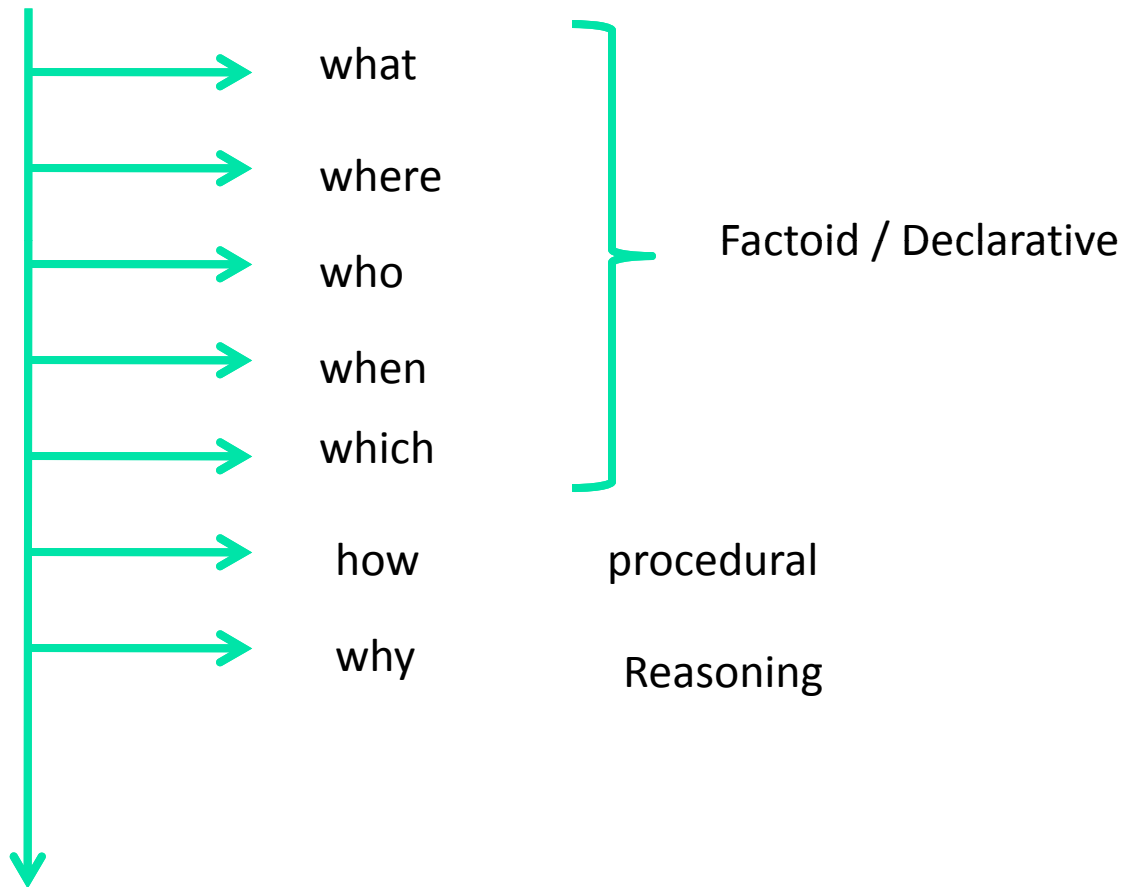 what
where
who
when
which
Factoid / Declarative
how procedural
why Reasoning